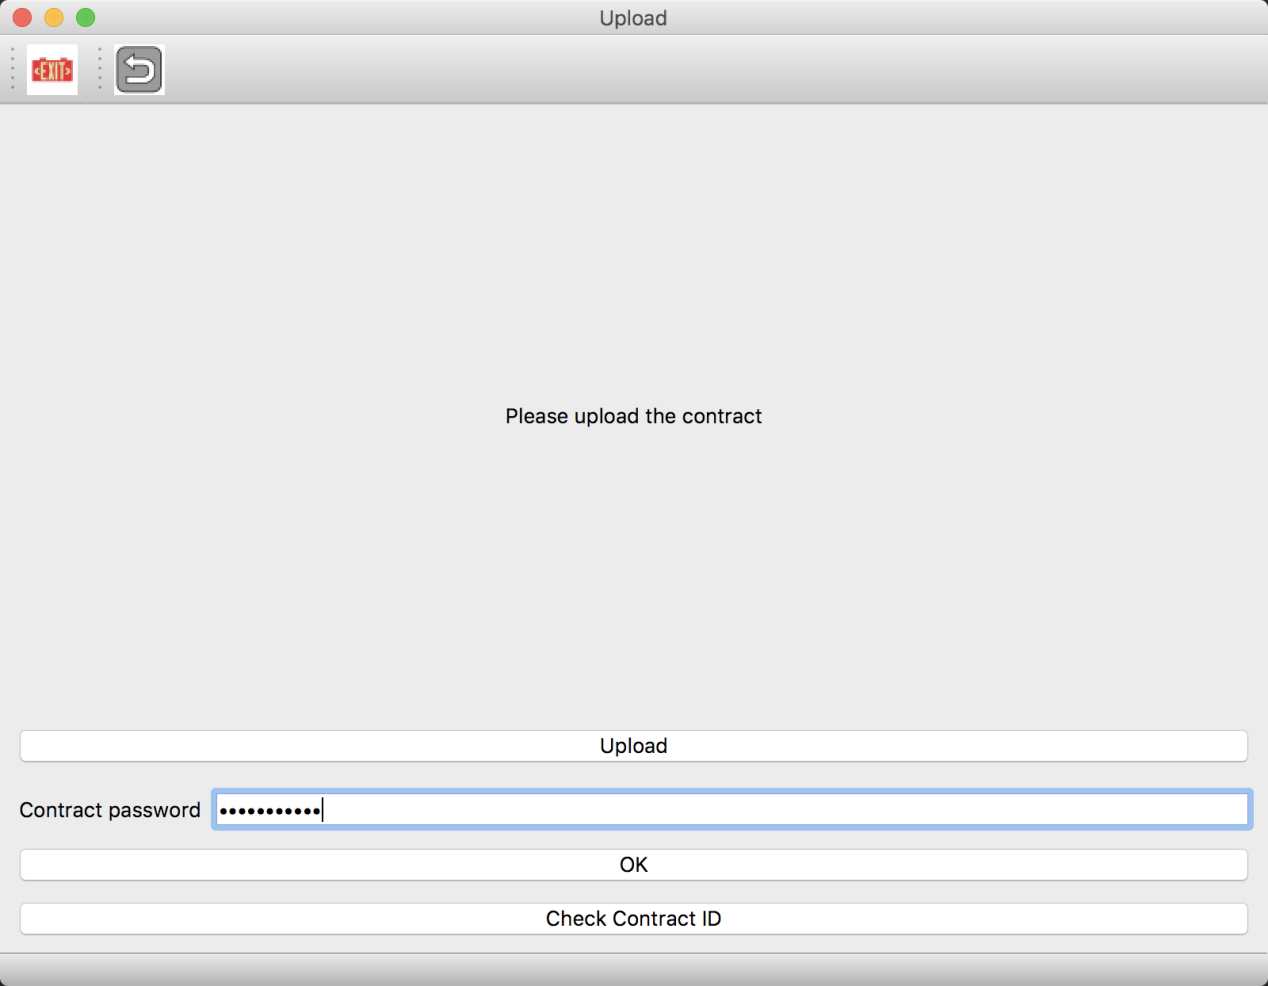 Upload
EXIT
Please upload the contract
Upload
Contract password •••••••••••
OK
Check Contract ID